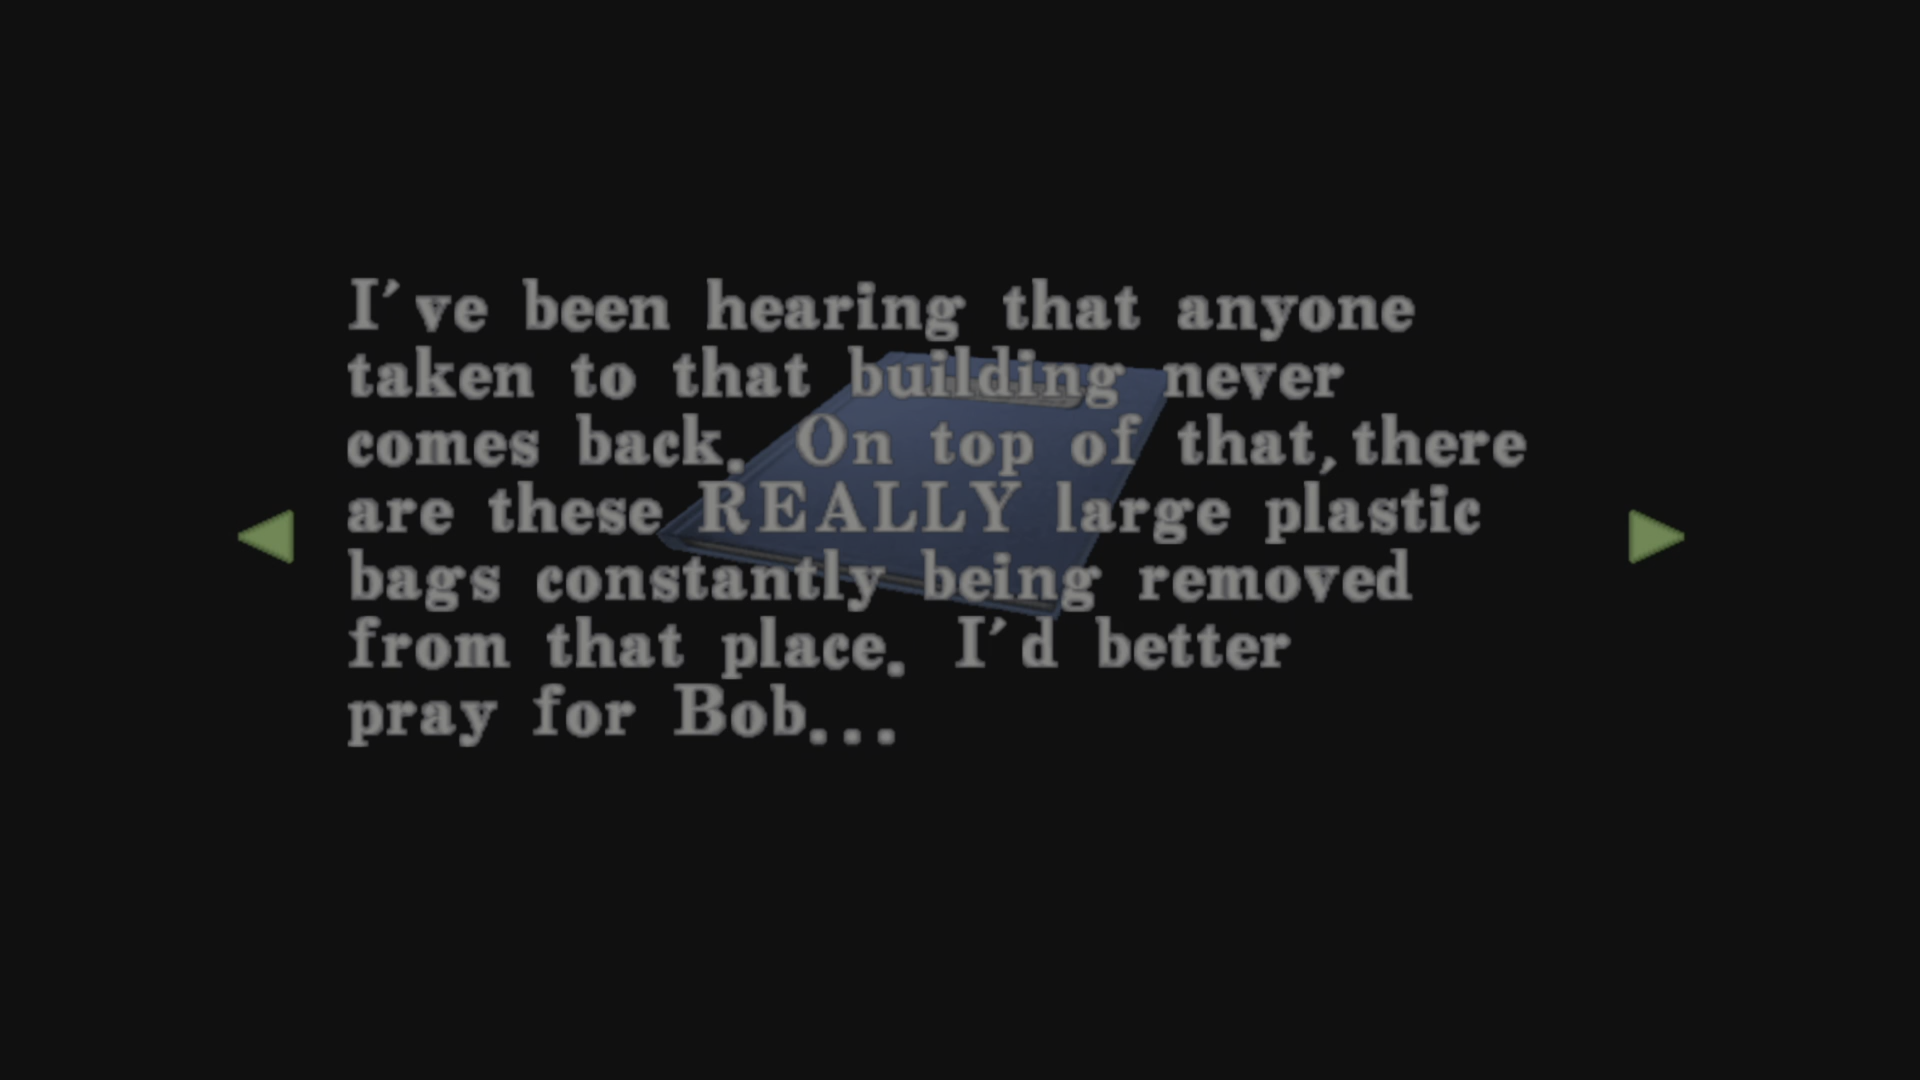 I've been hearing that anyone
taken to that building never
comes back. On top of that, there
are these REALLY large plastic
bags constantly being removed
from that place. I'd better
pray for Bob...